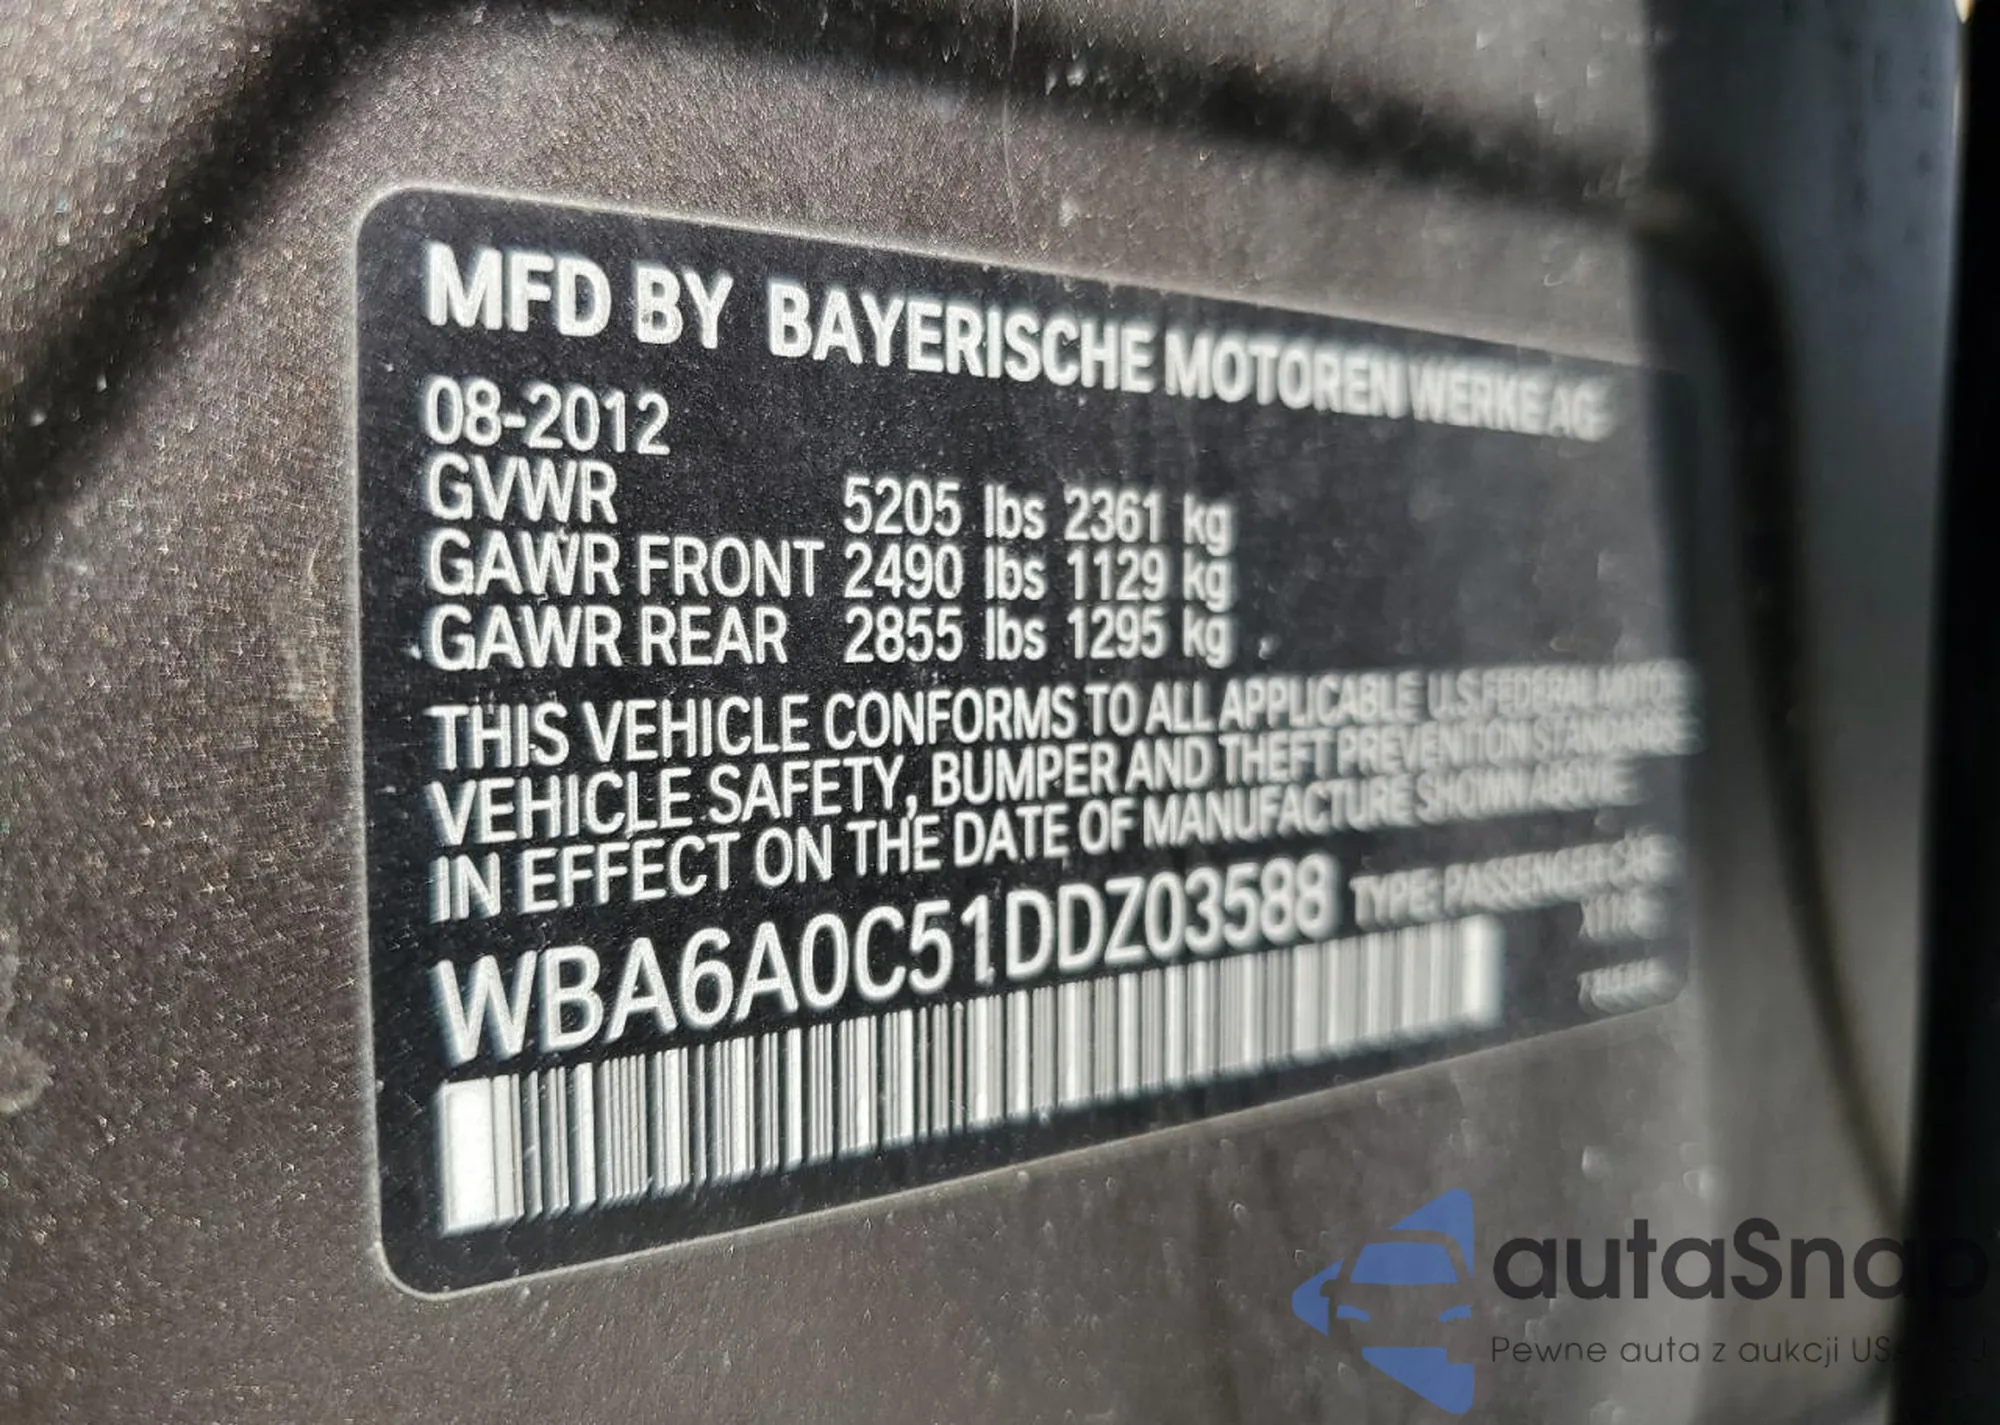 MFD BY BAYERISCHE MOTOREN WERKE AG
08-2012
GVWR 5205 lbs 2361 kg
GAWR FRONT 2490 lbs 1129 kg
GAWR REAR 2855 lbs 1295 kg
THIS VEHICLE CONFORMS TO ALL APPLICABLE U.S. FEDERAL MOTOR
VEHICLE SAFETY, BUMPER AND THEFT PREVENTION STANDARDS
IN EFFECT ON THE DATE OF MANUFACTURE SHOWN ABOVE.
WBA6A0C51DDZ03588 TYPE: PASSENGER CAR
autaSnap
Pewne auta z aukcji